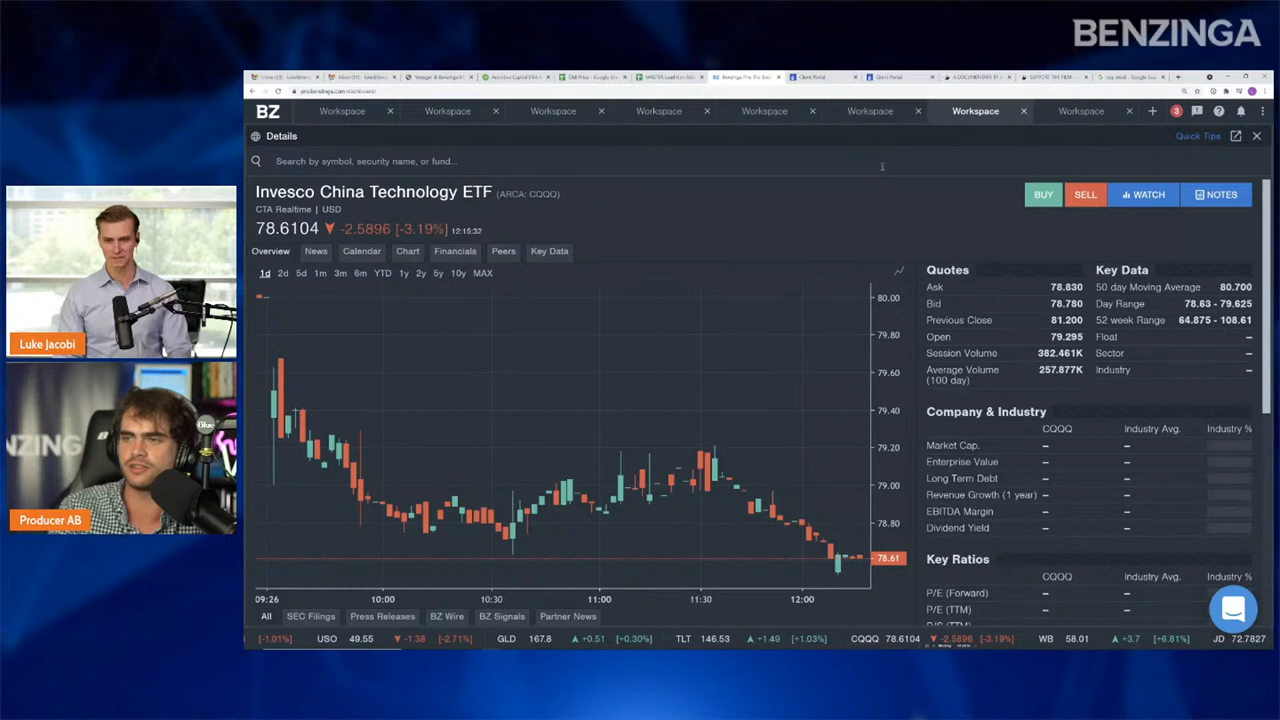 BENZINGA
pro.benzinga.com/dashboard/
BZ Workspace Workspace Workspace Workspace Workspace Workspace Workspace Workspace 3
Details Quick Tips
Search by symbol, security name, or fund...
Invesco China Technology ETF (ARCA: CQQQ)
BUY SELL WATCH NOTES
CTA Realtime | USD
78.6104 -2.5896 [-3.19%] 12:15:32
Overview News Calendar Chart Financials Peers Key Data
1d 2d 5d 1m 3m 6m YTD 1y 2y 5y 10y MAX
80.00
79.80
79.60
79.40
79.20
79.00
78.80
78.61
09:26 10:00 10:30 11:00 11:30 12:00
Quotes
Ask 78.830
Bid 78.780
Previous Close 81.200
Open 79.295
Session Volume 382.461K
Average Volume 257.877K
(100 day)
Key Data
50 day Moving Average 80.700
Day Range 78.63 - 79.625
52 week Range 64.875 - 108.61
Float –
Sector –
Industry –
Company & Industry
CQQQ Industry Avg. Industry %
Market Cap. – –
Enterprise Value – –
Long Term Debt – –
Revenue Growth (1 year) – –
EBITDA Margin – –
Dividend Yield – –
Key Ratios
CQQQ Industry Avg. Industry %
P/E (Forward) – –
P/E (TTM) – –
All SEC Filings Press Releases BZ Wire BZ Signals Partner News
[-1.01%] USO 49.55 -1.38 [-2.71%] GLD 167.8 +0.51 [+0.30%] TLT 146.53 +1.49 [+1.03%] CQQQ 78.6104 -2.5896 [-3.19%] WB 58.01 +3.7 [+6.81%] JD 72.7827
Luke Jacobi
NZINGA
Blue
Producer AB